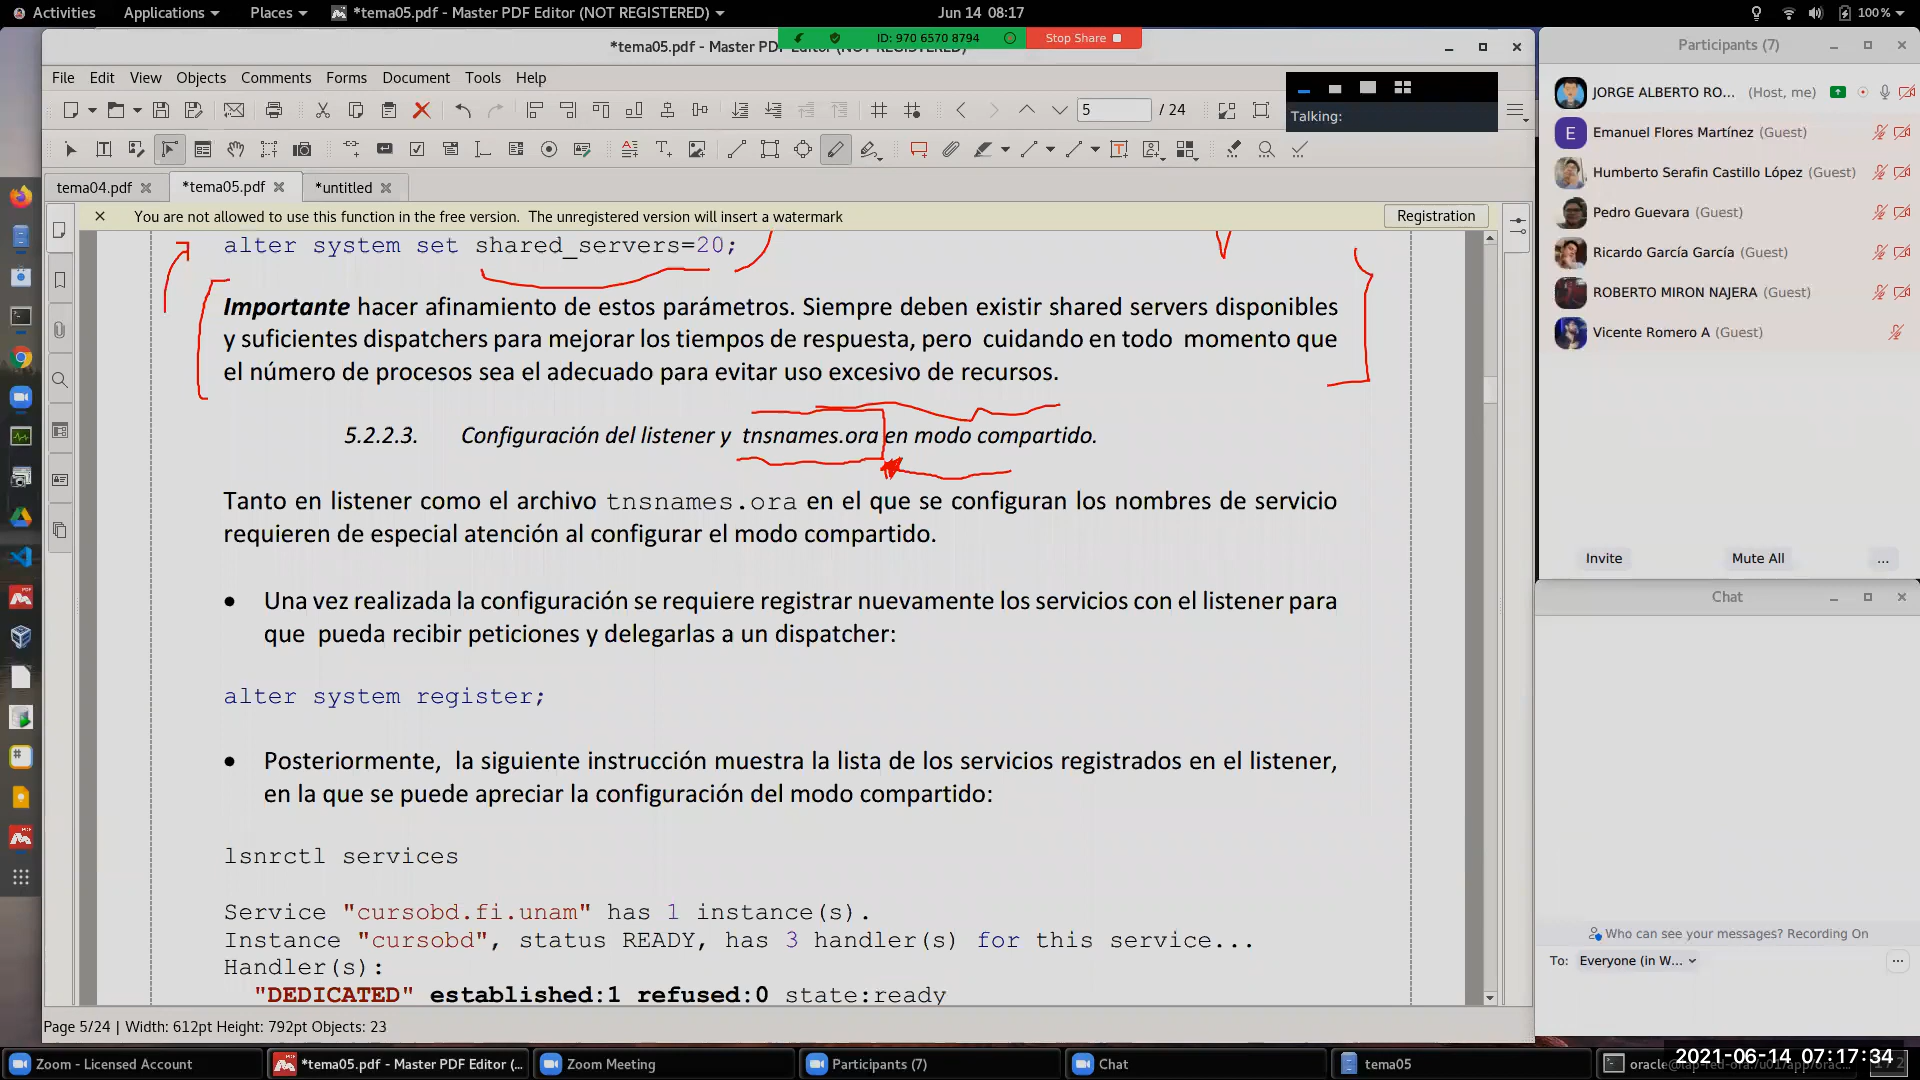 Activities Applications Places *tema05.pdf - Master PDF Editor (NOT REGISTERED) Jun 14 08:17 100%
*tema05.pdf - Master PDF Editor (NOT REGISTERED)
ID: 970 6570 8794 Stop Share
File Edit View Objects Comments Forms Document Tools Help
5 / 24
Talking:
tema04.pdf *tema05.pdf *untitled
You are not allowed to use this function in the free version. The unregistered version will insert a watermark Registration
alter system set shared_servers=20;
Importante hacer afinamiento de estos parámetros. Siempre deben existir shared servers disponibles
y suficientes dispatchers para mejorar los tiempos de respuesta, pero cuidando en todo momento que
el número de procesos sea el adecuado para evitar uso excesivo de recursos.
5.2.2.3. Configuración del listener y tnsnames.ora en modo compartido.
Tanto en listener como el archivo tnsnames.ora en el que se configuran los nombres de servicio
requieren de especial atención al configurar el modo compartido.
• Una vez realizada la configuración se requiere registrar nuevamente los servicios con el listener para
que pueda recibir peticiones y delegarlas a un dispatcher:
alter system register;
• Posteriormente, la siguiente instrucción muestra la lista de los servicios registrados en el listener,
en la que se puede apreciar la configuración del modo compartido:
lsnrctl services
Service "cursobd.fi.unam" has 1 instance(s).
Instance "cursobd", status READY, has 3 handler(s) for this service...
Handler(s):
"DEDICATED" established:1 refused:0 state:ready
Page 5/24 | Width: 612pt Height: 792pt Objects: 23
Participants (7)
JORGE ALBERTO RO... (Host, me)
E Emanuel Flores Martínez (Guest)
Humberto Serafin Castillo López (Guest)
Pedro Guevara (Guest)
Ricardo García García (Guest)
ROBERTO MIRON NAJERA (Guest)
Vicente Romero A (Guest)
Invite Mute All ...
Chat
Who can see your messages? Recording On
To: Everyone (in W... ...
Zoom - Licensed Account *tema05.pdf - Master PDF Editor (... Zoom Meeting Participants (7) Chat tema05
2021-06-14 07:17:34